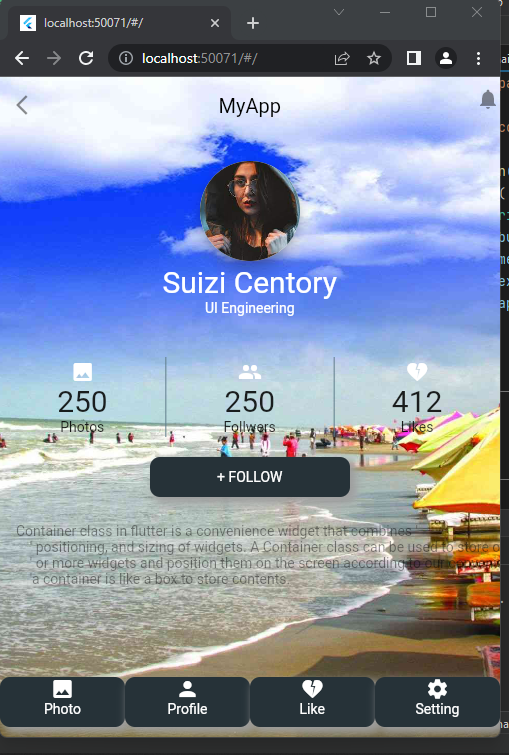 localhost:50071/#/
localhost:50071/#/
MyApp
Suizi Centory
UI Engineering
250 250 412
Photos Follwers Likes
+ FOLLOW
Container class in flutter is a convenience widget that combines
positioning, and sizing of widgets. A Container class can be used to store o
or more widgets and position them on the screen according to our
a container is like a box to store contents
Photo Profile Like Setting